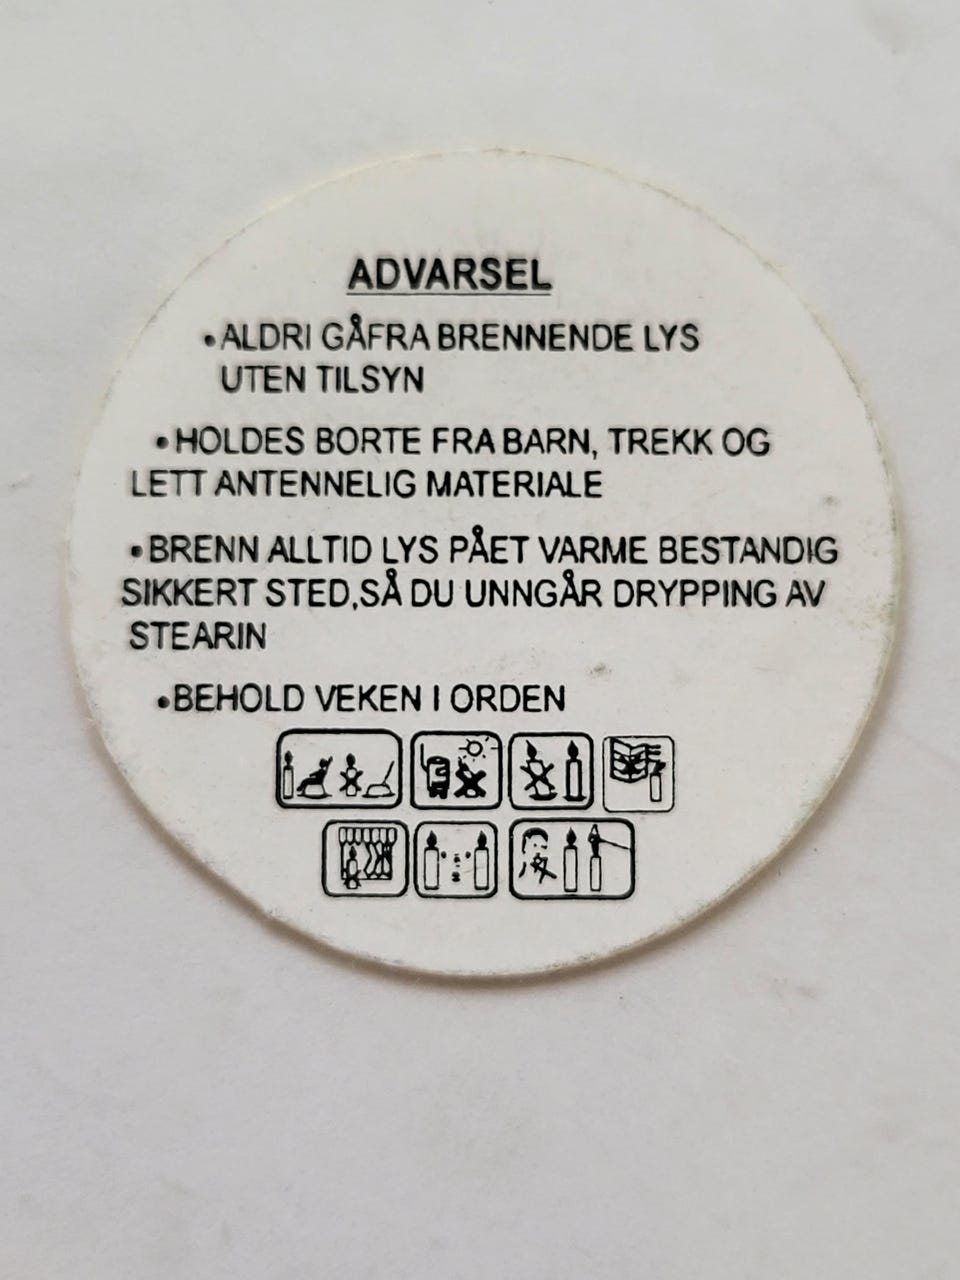 ADVARSEL
•ALDRI GÅFRA BRENNENDE LYS
UTEN TILSYN
•HOLDES BORTE FRA BARN, TREKK OG
LETT ANTENNELIG MATERIALE
•BRENN ALLTID LYS PÅET VARME BESTANDIG
SIKKERT STED,SÅ DU UNNGÅR DRYPPING AV
STEARIN
•BEHOLD VEKEN I ORDEN